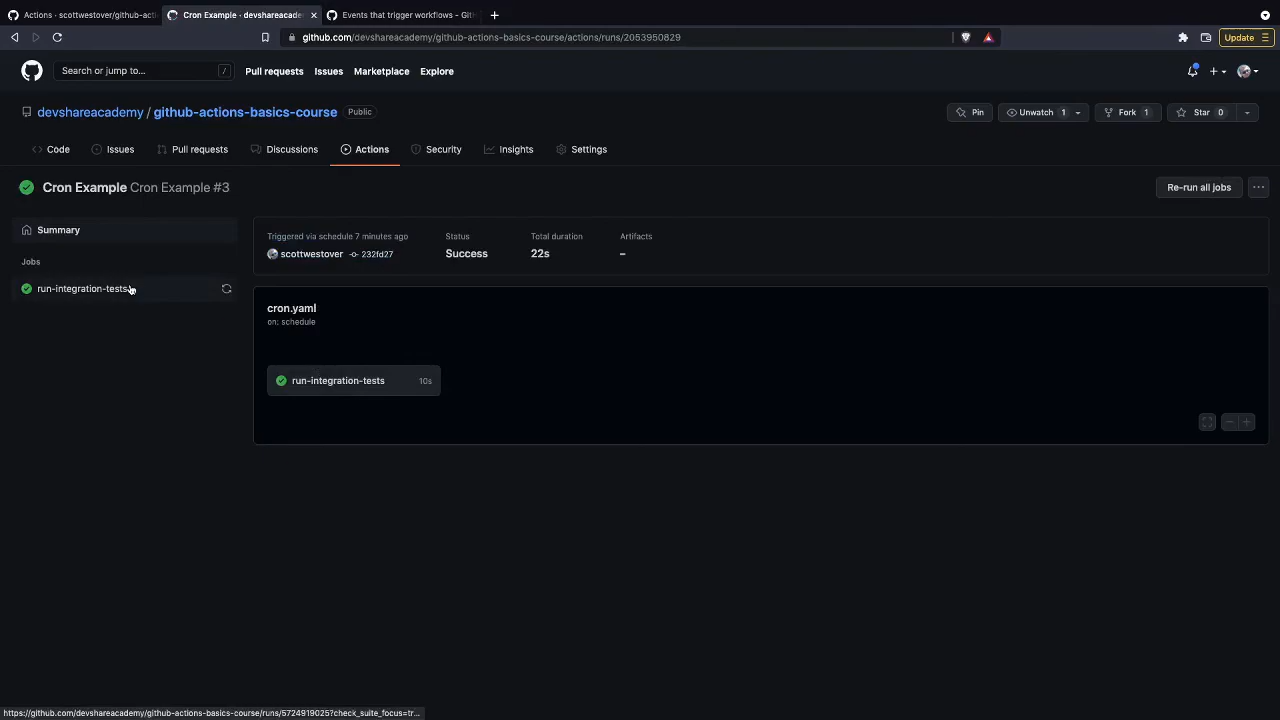 Actions · scottwestover/github-acti
Cron Example · devshareacadem
Events that trigger workflows - GitH
github.com/devshareacademy/github-actions-basics-course/actions/runs/2053950829
Update
Search or jump to...
/
Pull requests
Issues
Marketplace
Explore
devshareacademy / github-actions-basics-course
Public
Pin
Unwatch 1
Fork 1
Star 0
Code
Issues
Pull requests
Discussions
Actions
Security
Insights
Settings
Cron Example Cron Example #3
Re-run all jobs
Summary
Jobs
run-integration-tests
Triggered via schedule 7 minutes ago
scottwestover 232fd27
Status
Success
Total duration
22s
Artifacts
–
cron.yaml
on: schedule
run-integration-tests 10s
https://github.com/devshareacademy/github-actions-basics-course/runs/5724919025?check_suite_focus=tr...